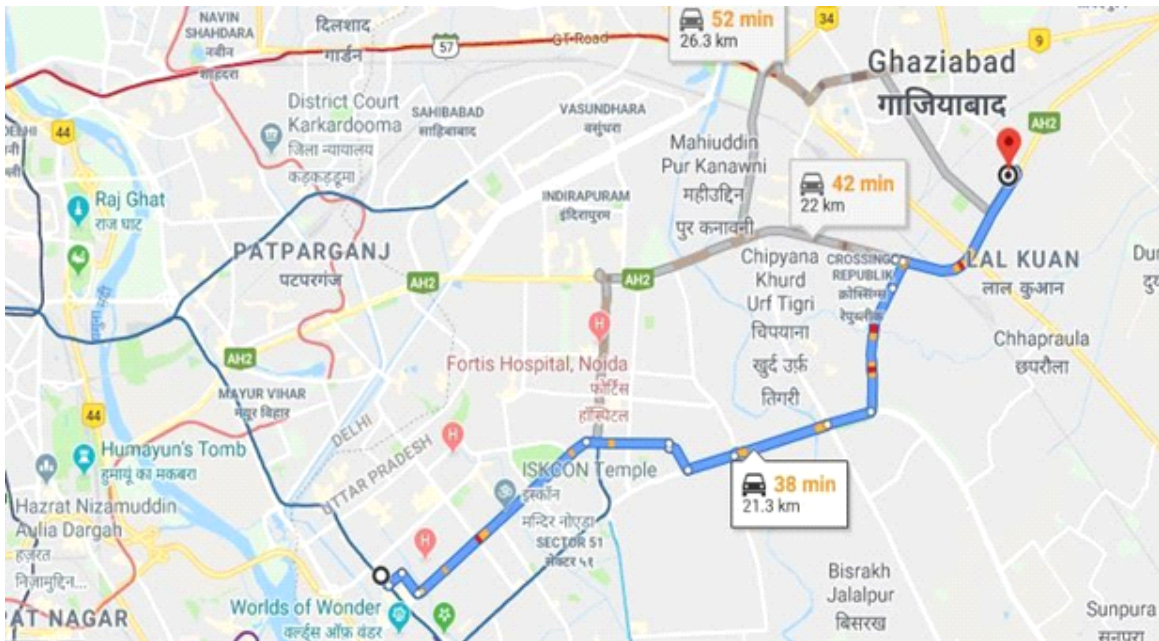 NAVIN
SHAHDARA
नवीन
शाहदरा
दिलशाद
गार्डन
57
GT-Road
52 min
26.3 km
34
9
Ghaziabad
गाजियाबाद
AH2
DELHI
44
District Court
Karkardooma
जिला न्यायालय
कड़कड़डूमा
SAHIBABAD
साहिबाबाद
VASUNDHARA
वसुंधरा
Mahiuddin
Pur Kanawni
महीउद्दिन
पुर कनावनी
42 min
22 km
Raj Ghat
राज घाट
INDIRAPURAM
इंदिरापुरम
PATPARGANJ
पटपरगंज
AH2
AH2
Chipyana
Khurd
Urf Tigri
चिपयाना
खुर्द उर्फ़
तिगरी
CROSSINGS
REPUBLIK
क्रोस्सिंग्स
रेपुब्लीक
LAL KUAN
लाल कुआन
Chhapraula
छपरौला
AH2
Fortis Hospital, Noida
फोर्टिस
हॉस्पिटल
MAYUR VIHAR
मयूर विहार
44
DELHI
UTTAR PRADESH
Humayun's Tomb
हुमायूं का मकबरा
ISKCON Temple
इस्कॉन
मन्दिर नोएडा
38 min
21.3 km
Hazrat Nizamuddin
Aulia Dargah
हज़रत
निज़ामुद्दिन...
SECTOR 51
सेक्टर ५१
Bisrakh
Jalalpur
बिसरख
Worlds of Wonder
वर्ल्ड्स ऑफ़ वंडर
PAT NAGAR
Sunpura